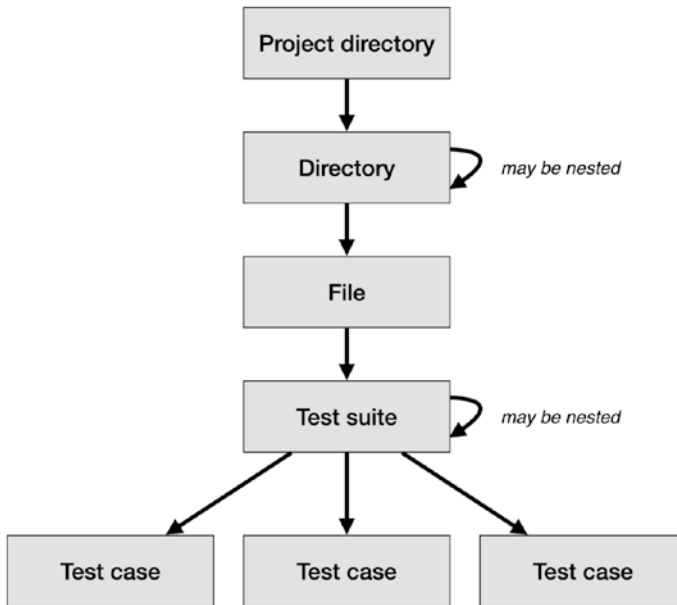 Project directory
Directory
may be nested
File
Test suite
may be nested
Test case
Test case
Test case